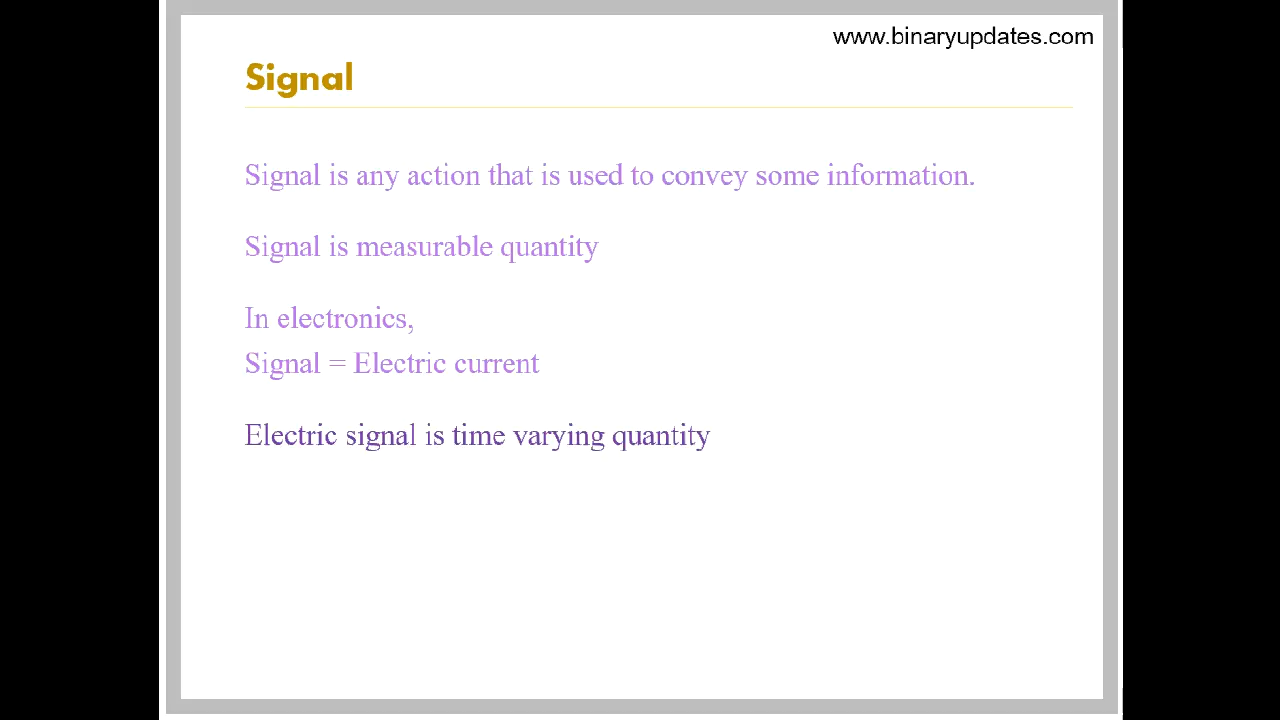 www.binaryupdates.com
Signal
Signal is any action that is used to convey some information.
Signal is measurable quantity
In electronics,
Signal = Electric current
Electric signal is time varying quantity